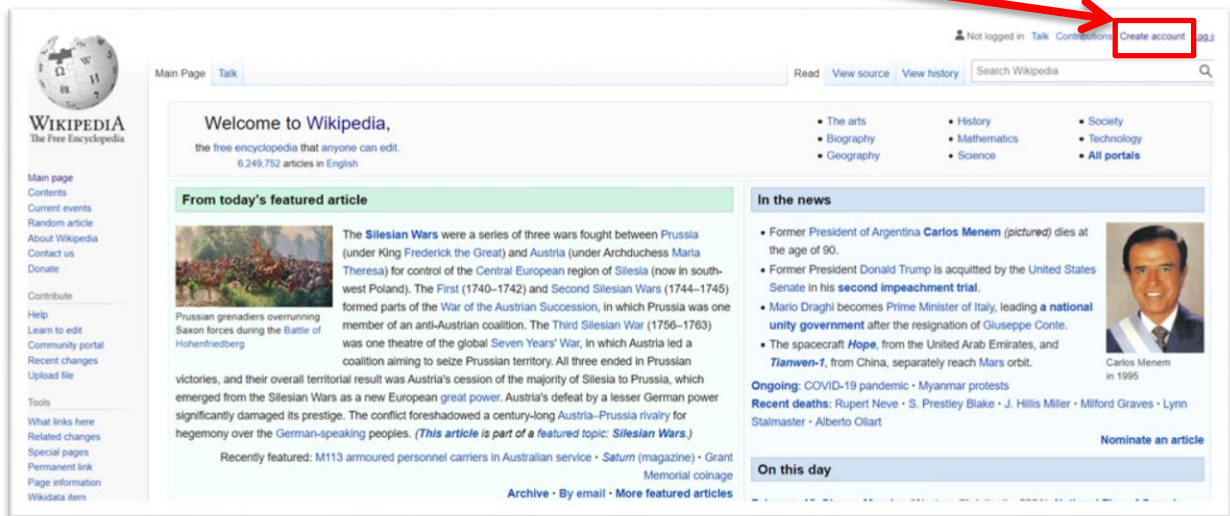 Not logged in Talk Contributions Create account Log i
Main Page Talk
Read View source View history Search Wikipedia
WIKIPEDIA
The Free Encyclopedia
Main page
Contents
Current events
Random article
About Wikipedia
Contact us
Donate
Contribute
Help
Learn to edit
Community portal
Recent changes
Upload file
Tools
What links here
Related changes
Special pages
Permanent link
Page information
Wikidata item
Welcome to Wikipedia,
the free encyclopedia that anyone can edit.
6,249,752 articles in English
• The arts
• Biography
• Geography
• History
• Mathematics
• Science
• Society
• Technology
• All portals
From today's featured article
Prussian grenadiers overrunning
Saxon forces during the Battle of
Hohenfriedberg
The Silesian Wars were a series of three wars fought between Prussia
(under King Frederick the Great) and Austria (under Archduchess Maria
Theresa) for control of the Central European region of Silesia (now in south-
west Poland). The First (1740–1742) and Second Silesian Wars (1744–1745)
formed parts of the War of the Austrian Succession, in which Prussia was one
member of an anti-Austrian coalition. The Third Silesian War (1756–1763)
was one theatre of the global Seven Years' War, in which Austria led a
coalition aiming to seize Prussian territory. All three ended in Prussian
victories, and their overall territorial result was Austria's cession of the majority of Silesia to Prussia, which
emerged from the Silesian Wars as a new European great power. Austria's defeat by a lesser German power
significantly damaged its prestige. The conflict foreshadowed a century-long Austria–Prussia rivalry for
hegemony over the German-speaking peoples. (This article is part of a featured topic: Silesian Wars.)
Recently featured: M113 armoured personnel carriers in Australian service • Saturn (magazine) • Grant
Memorial coinage
Archive • By email • More featured articles
In the news
• Former President of Argentina Carlos Menem (pictured) dies at
the age of 90.
• Former President Donald Trump is acquitted by the United States
Senate in his second impeachment trial.
• Mario Draghi becomes Prime Minister of Italy, leading a national
unity government after the resignation of Giuseppe Conte.
• The spacecraft Hope, from the United Arab Emirates, and
Tianwen-1, from China, separately reach Mars orbit.
Carlos Menem
in 1995
Ongoing: COVID-19 pandemic • Myanmar protests
Recent deaths: Rupert Neve • S. Prestley Blake • J. Hillis Miller • Milford Graves • Lynn
Stalmaster • Alberto Oliart
Nominate an article
On this day